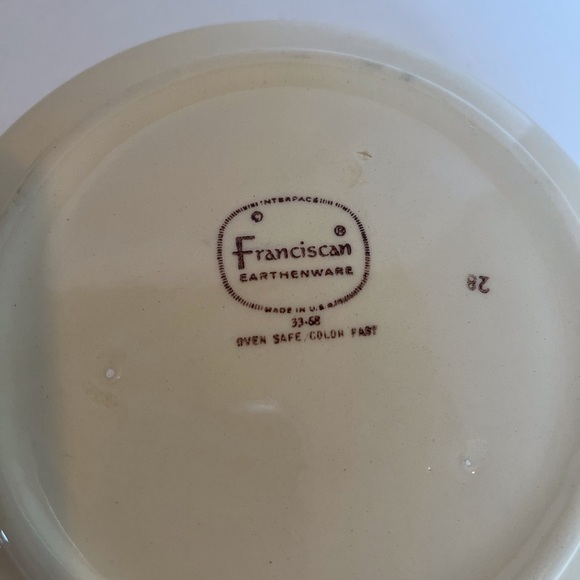 INTERPACE
©
®
Franciscan
EARTHENWARE
MADE IN U.S.A.
33-68
OVEN SAFE/COLOR FAST
28